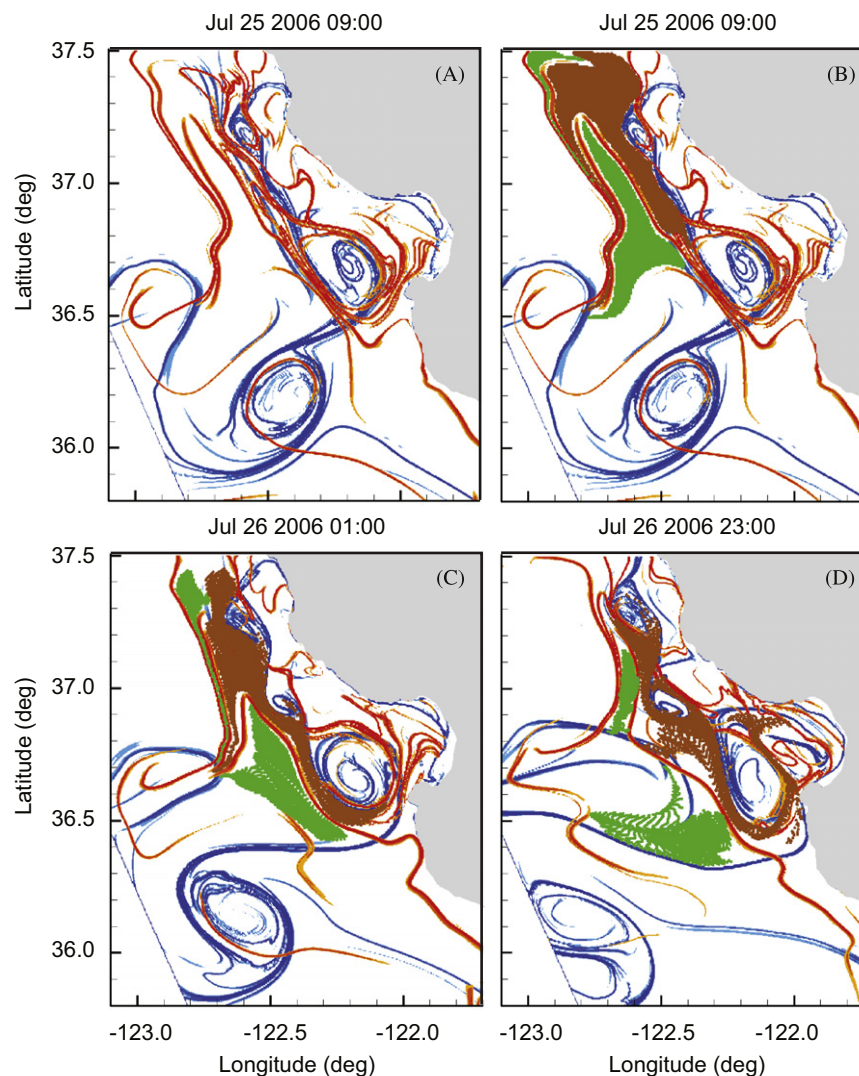 Jul 25 2006 09:00
Jul 25 2006 09:00
37.5
(A)
(B)
37.0
Latitude (deg)
36.5
36.0
Jul 26 2006 01:00
Jul 26 2006 23:00
37.5
(C)
(D)
37.0
Latitude (deg)
36.5
36.0
-123.0 -122.5 -122.0
-123.0 -122.5 -122.0
Longitude (deg)
Longitude (deg)